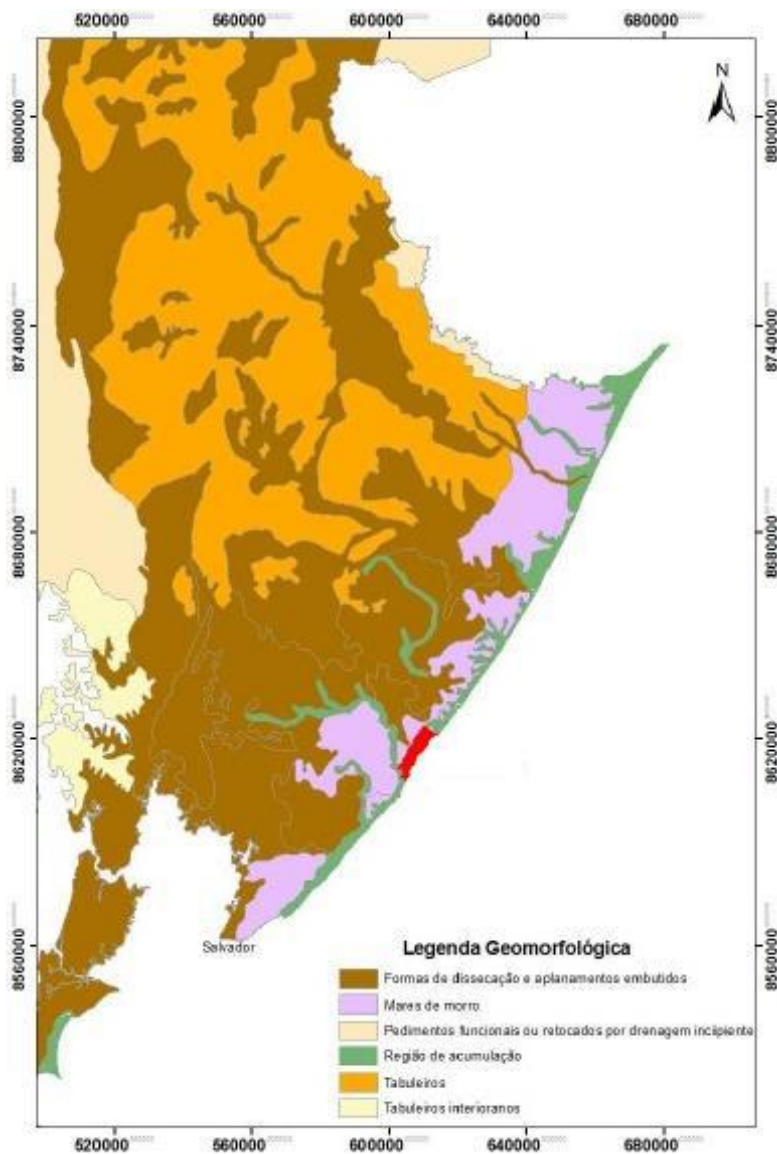 520000 560000 600000 640000 680000
N
8800000 8800000
8740000 8740000
8680000 8680000
8620000 8620000
8560000 8560000
Salvador
Legenda Geomorfológica
Formas de dissecação e aplanamentos embutidos
Mares de morro
Pedimentos funcionais ou retocados por drenagem incipiente
Região de acumulação
Tabuleiros
Tabuleiros interioranos
520000 560000 600000 640000 680000